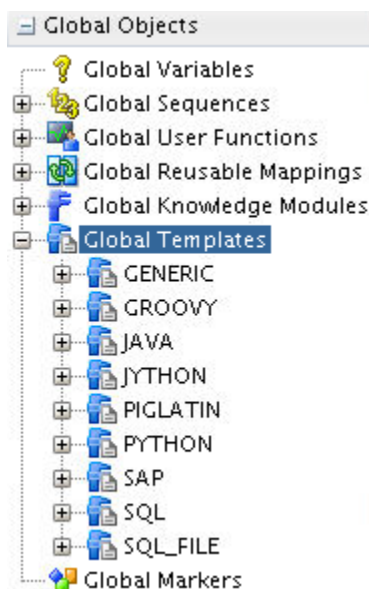 Global Objects
Global Variables
Global Sequences
Global User Functions
Global Reusable Mappings
Global Knowledge Modules
Global Templates
GENERIC
GROOVY
JAVA
JYTHON
PIGLATIN
PYTHON
SAP
SQL
SQL_FILE
Global Markers